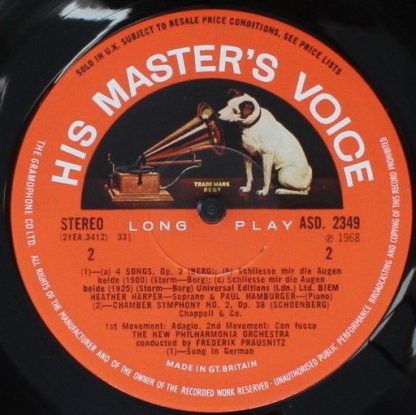 SOLD IN U.K. SUBJECT TO RESALE PRICE CONDITIONS, SEE PRICE LISTS
HIS MASTER'S VOICE
TRADE MARK
REGD
STEREO
LONG PLAY
ASD. 2349
(2YEA.3412) 33⅓
℗ 1968
2
2
(1)—(a) 4 SONGS, Op. 2 (BERG); (b) Schliesse mir die Augen
beide (1900) (Storm—Berg) (c) Schliesse mir die Augen
beide (1925) (Storm—Berg) Universal Editions (Ldn.) Ltd. BIEM
HEATHER HARPER—Soprano & PAUL HAMBURGER—(Piano)
(2)—CHAMBER SYMPHONY NO. 2, Op. 38 (SCHOENBERG)
Chappell & Co.
1st Movement: Adagio. 2nd Movement: Con fuoco
THE NEW PHILHARMONIA ORCHESTRA
conducted by FREDERIK PRAUSNITZ
(1)—Sung in German
MADE IN GT. BRITAIN
THE GRAMOPHONE CO LTD.
ALL RIGHTS OF THE MANUFACTURER AND OF THE OWNER OF THE RECORDED WORK RESERVED. UNAUTHORISED PUBLIC PERFORMANCE, BROADCASTING AND COPYING OF THIS RECORD PROHIBITED